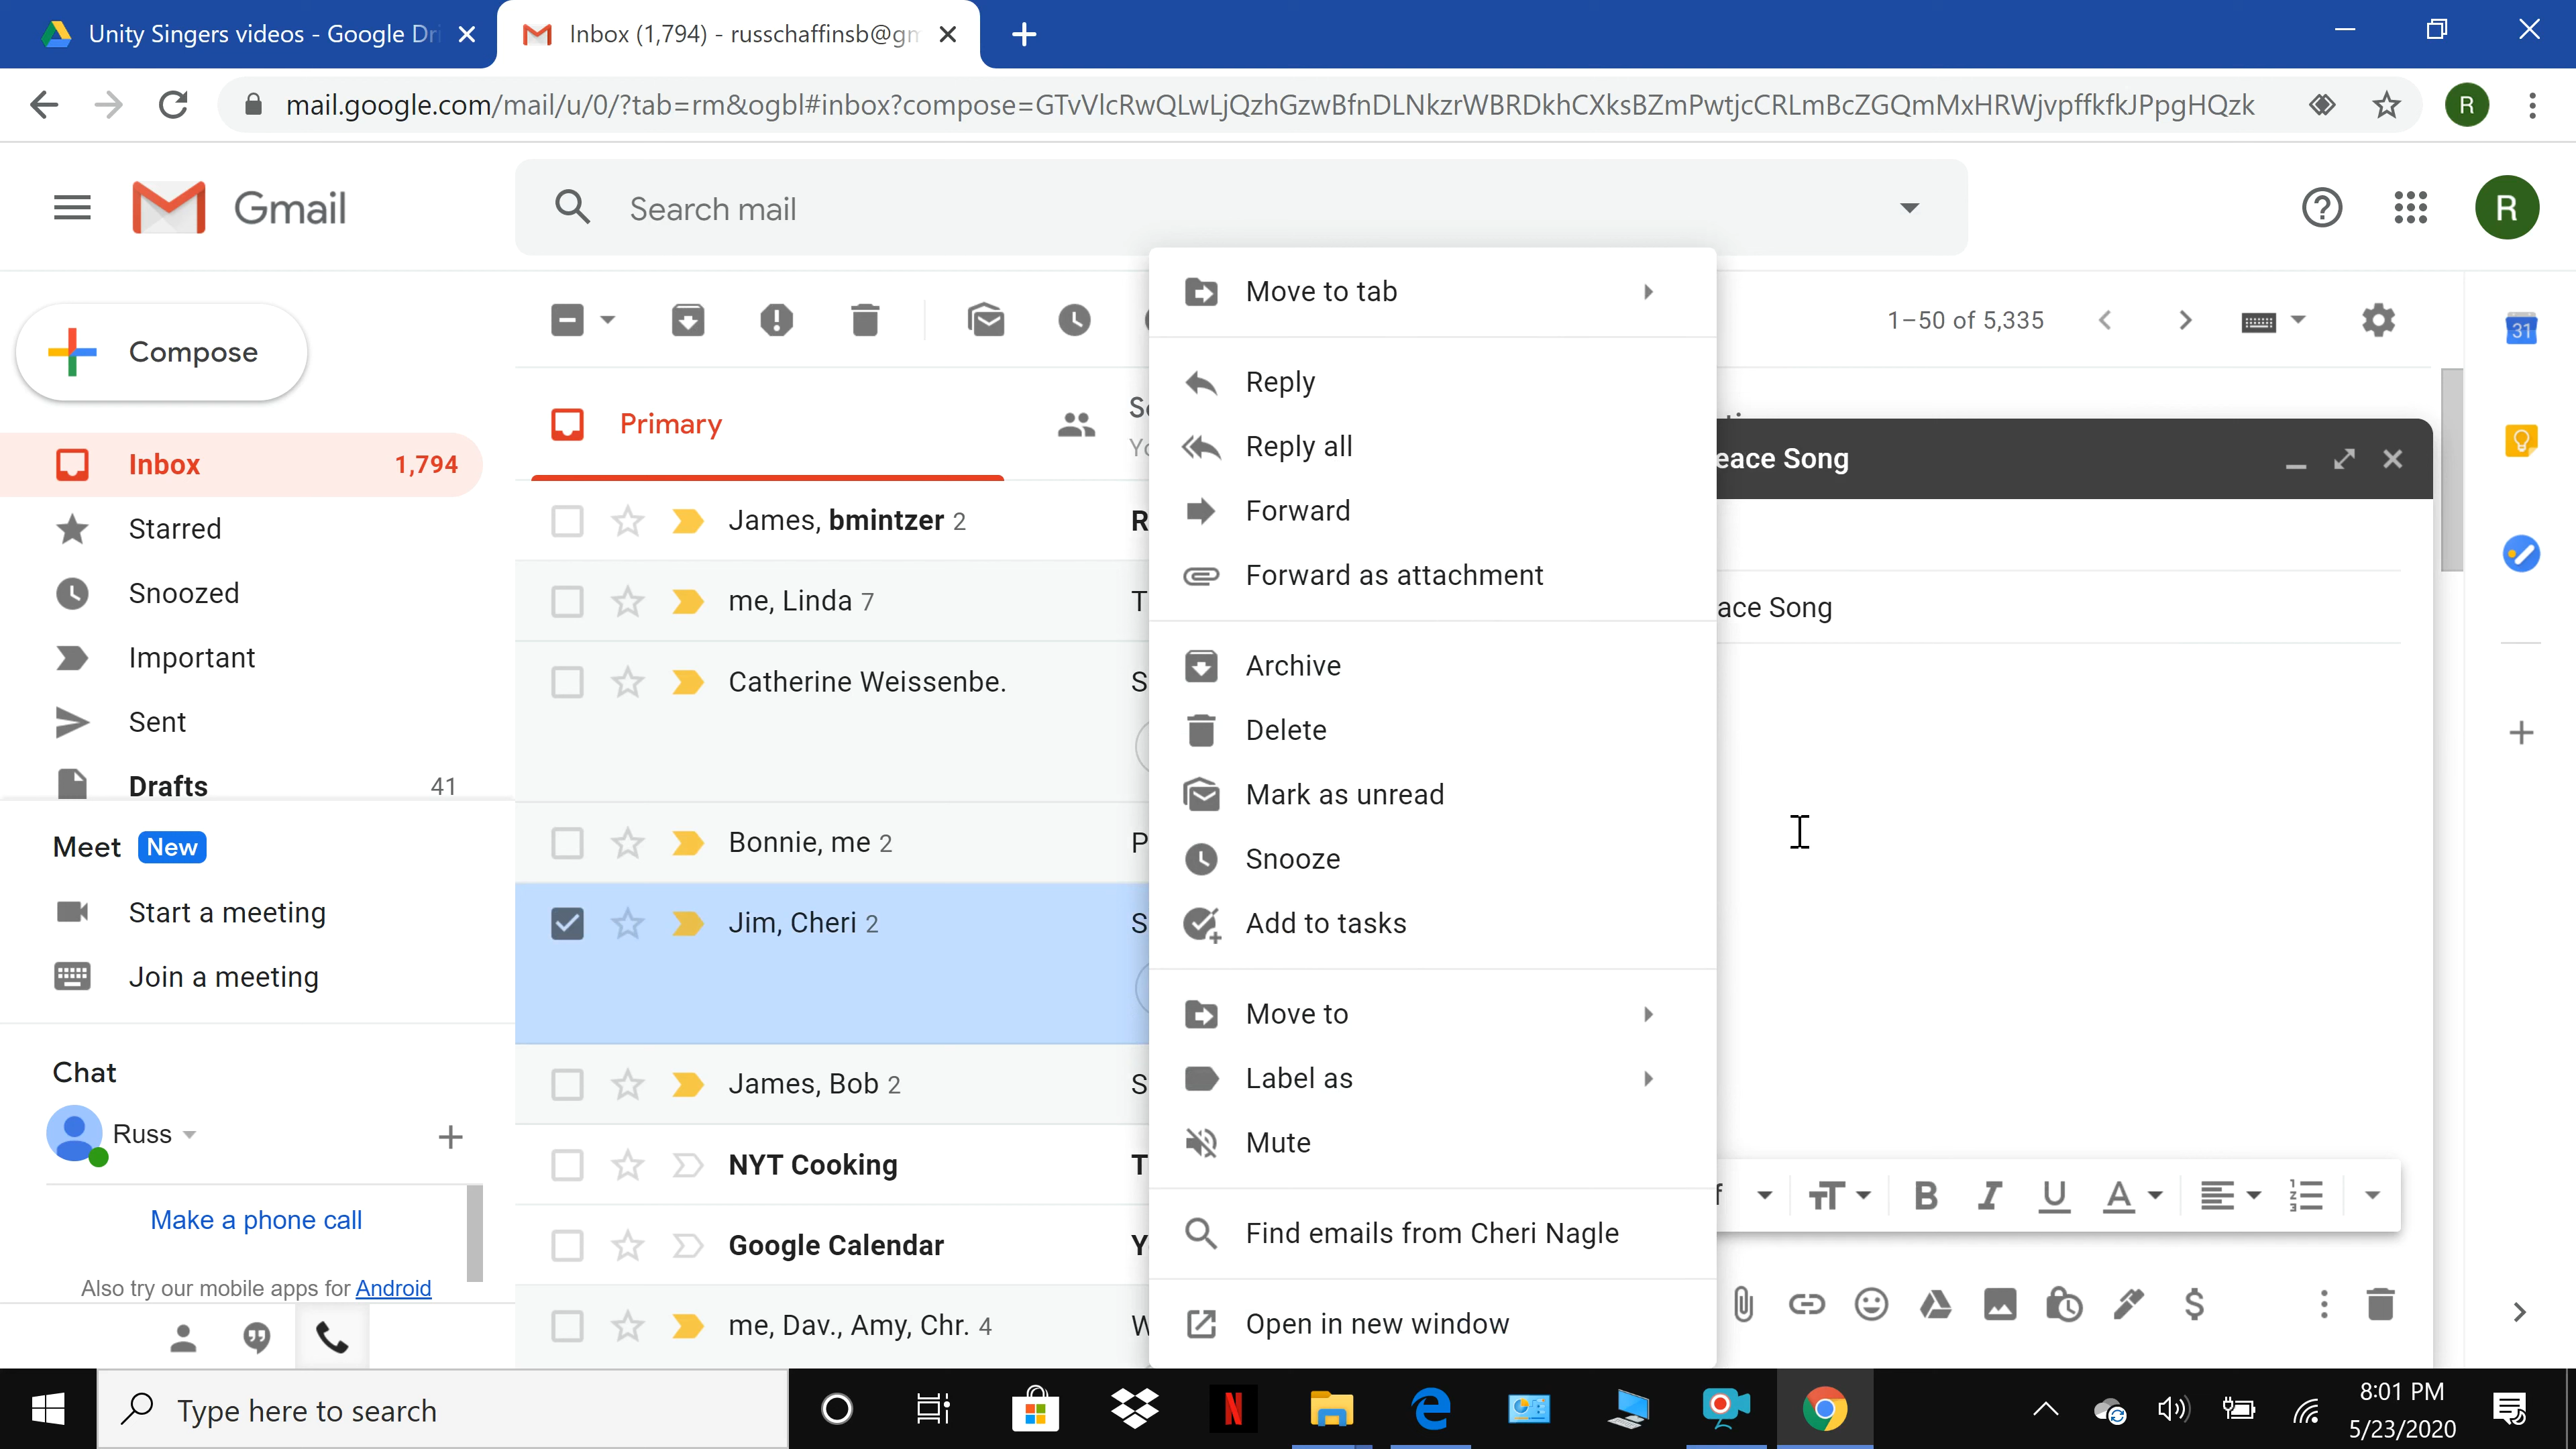 Unity Singers videos - Google Dri
Inbox (1,794) - russchaffinsb@gm
mail.google.com/mail/u/0/?tab=rm&ogbl#inbox?compose=GTvVlcRwQLwLjQzhGzwBfnDLNkzrWBRDkhCXksBZmPwtjcCRLmBcZGQmMxHRWjvpffkfkJPpgHQzk
R
Gmail
Search mail
R
Compose
1–50 of 5,335
31
Inbox 1,794
Starred
Snoozed
Important
Sent
Drafts 41
Meet New
Start a meeting
Join a meeting
Chat
Russ
Make a phone call
Also try our mobile apps for Android
Primary
James, bmintzer 2 R
me, Linda 7 T
Catherine Weissenbe. S
Bonnie, me 2 P
Jim, Cheri 2 S
James, Bob 2 S
NYT Cooking T
Google Calendar Y
me, Dav., Amy, Chr. 4 W
Move to tab
Reply
Reply all
Forward
Forward as attachment
Archive
Delete
Mark as unread
Snooze
Add to tasks
Move to
Label as
Mute
Find emails from Cheri Nagle
Open in new window
eace Song
ace Song
Type here to search
8:01 PM
5/23/2020